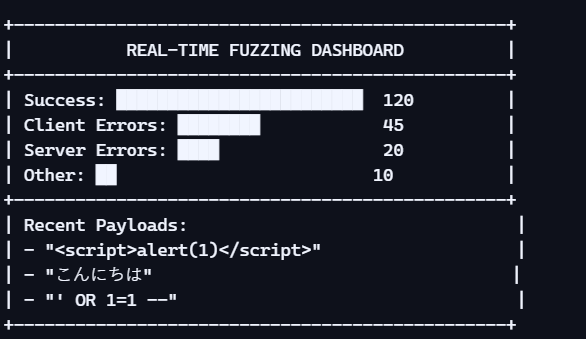 REAL-TIME FUZZING DASHBOARD
Success: 120
Client Errors: 45
Server Errors: 20
Other: 10
Recent Payloads:
- "<script>alert(1)</script>"
- "こんにちは"
- "' OR 1=1 --"